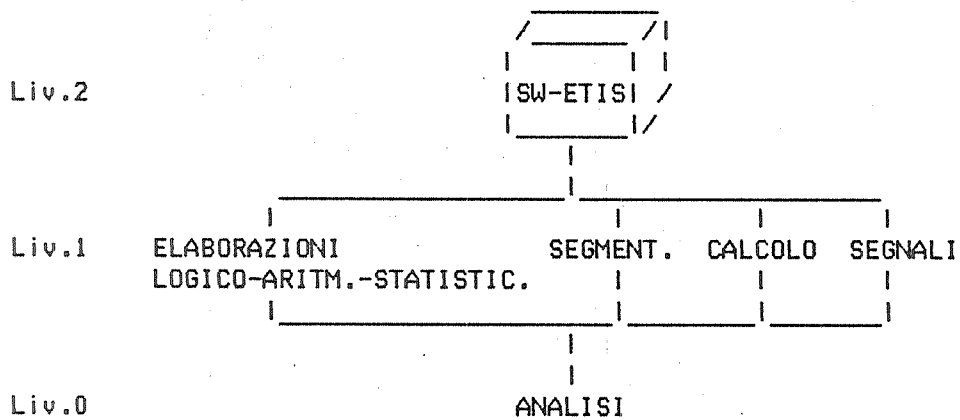 Liv.2 SW-ETIS
Liv.1 ELABORAZIONI SEGMENT. CALCOLO SEGNALI
LOGICO-ARITM.-STATISTIC.
Liv.0 ANALISI